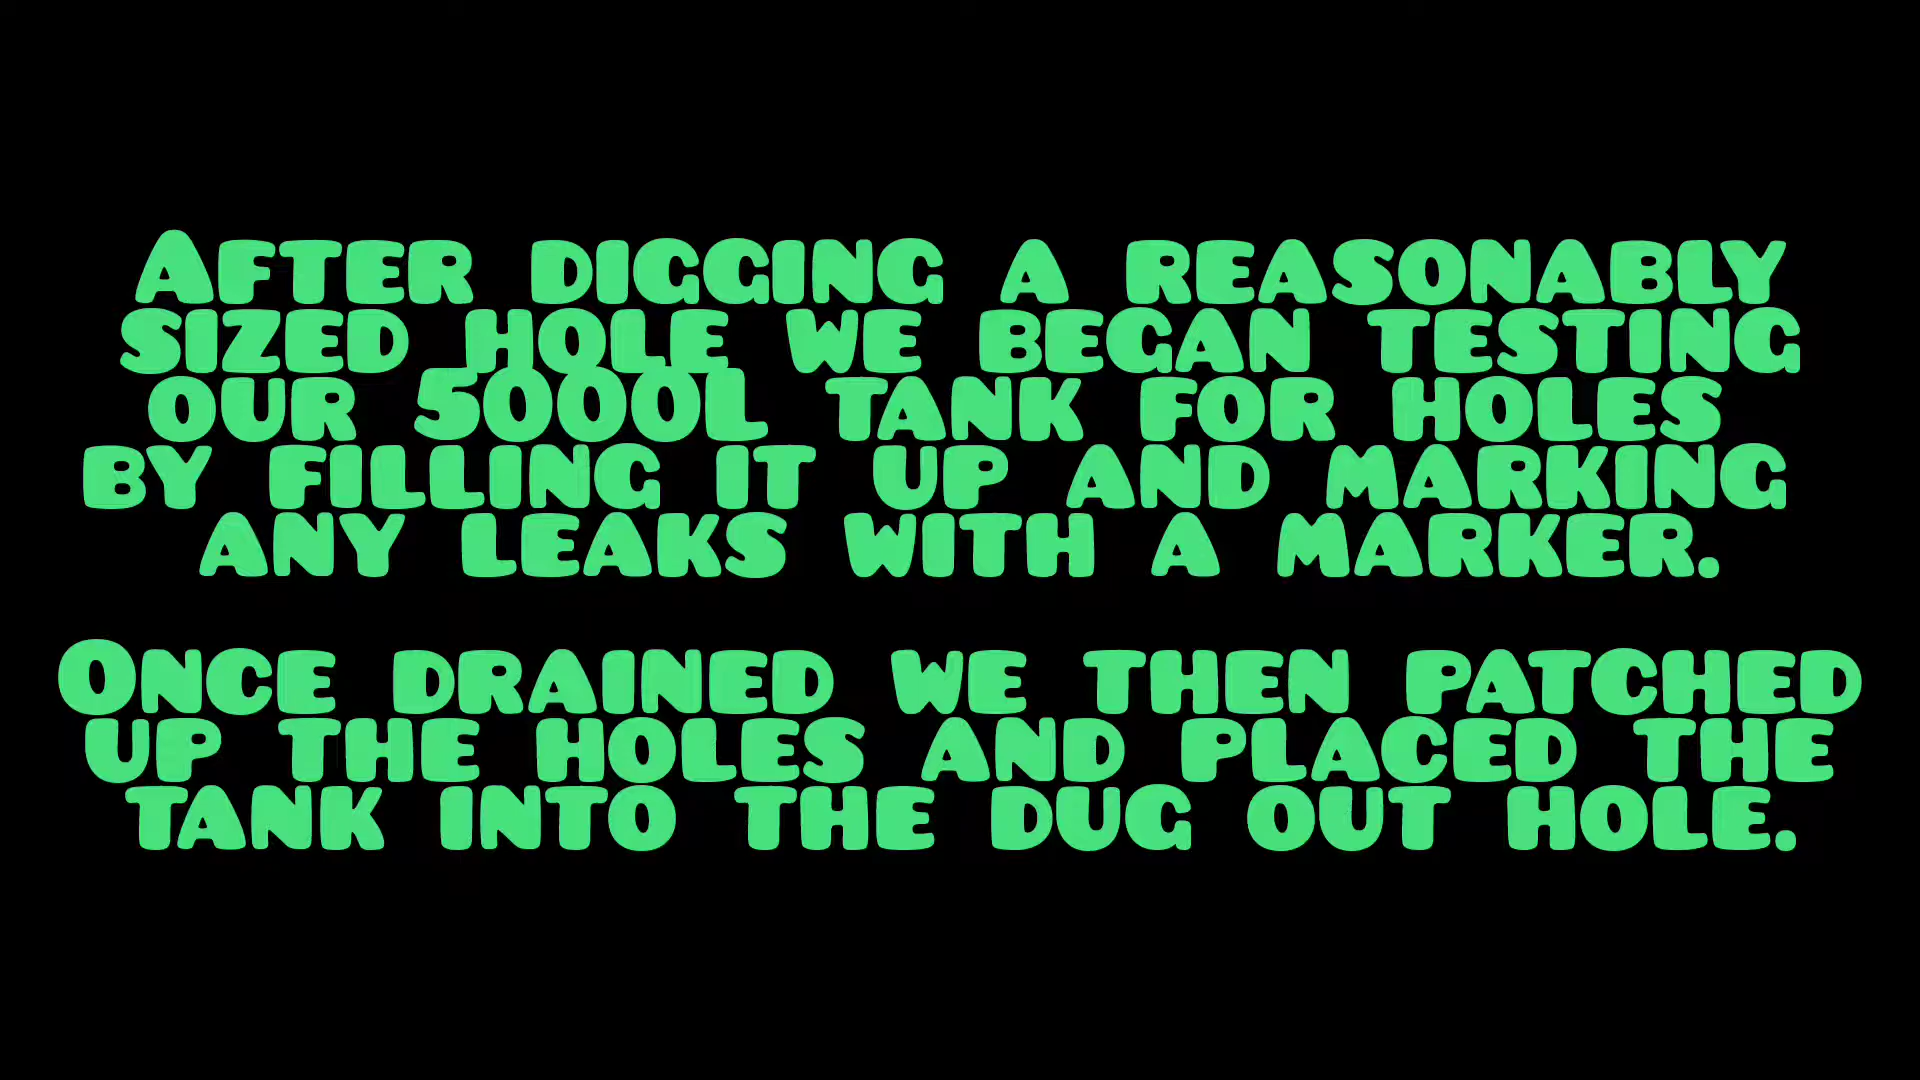 After digging a reasonably
sized hole we began testing
our 5000L tank for holes
by filling it up and marking
any leaks with a marker.
Once drained we then patched
up the holes and placed the
tank into the dug out hole.